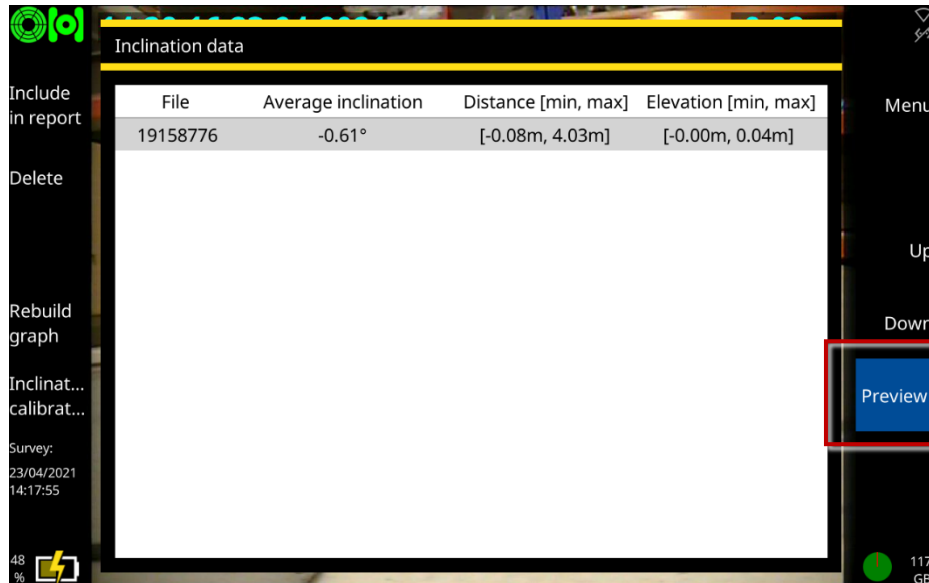 Inclination data
Include
in report
Delete
Rebuild
graph
Inclinat...
calibrat...
Survey:
23/04/2021
14:17:55
48
%
File Average inclination Distance [min, max] Elevation [min, max]
19158776 -0.61° [-0.08m, 4.03m] [-0.00m, 0.04m]
Menu
Up
Down
Preview
117